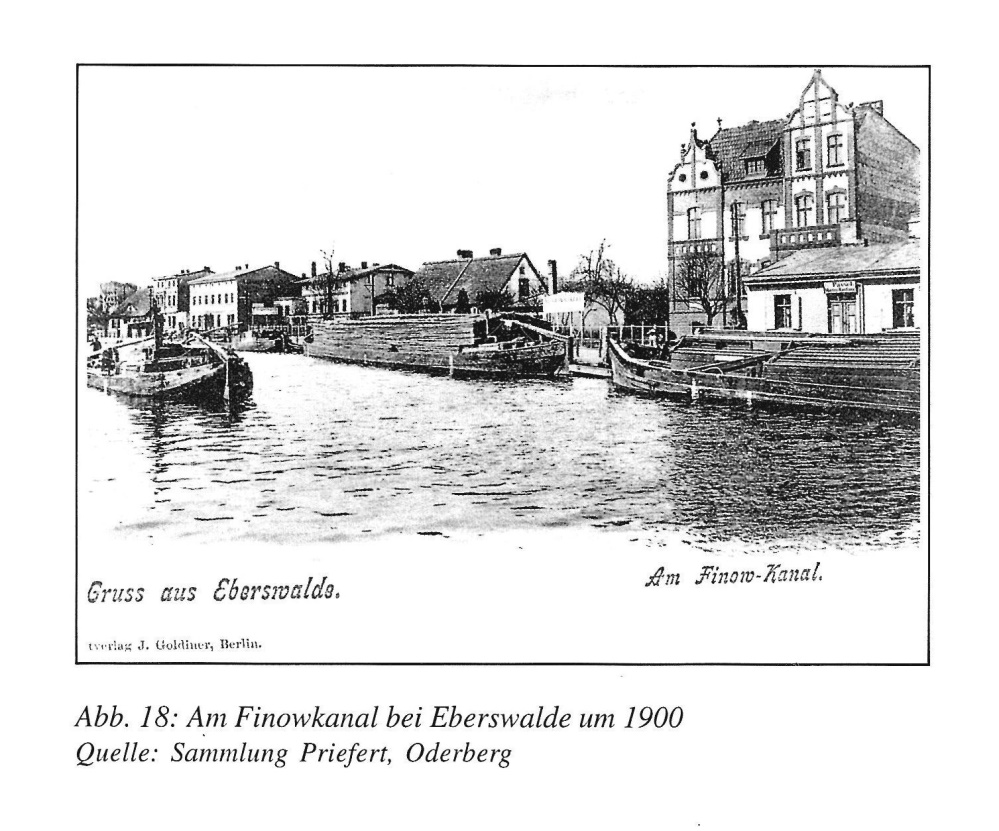 Gruss aus Eberswalde.
Am Finow-Kanal.
tverlag J. Goldiner, Berlin.
Abb. 18: Am Finowkanal bei Eberswalde um 1900
Quelle: Sammlung Priefert, Oderberg